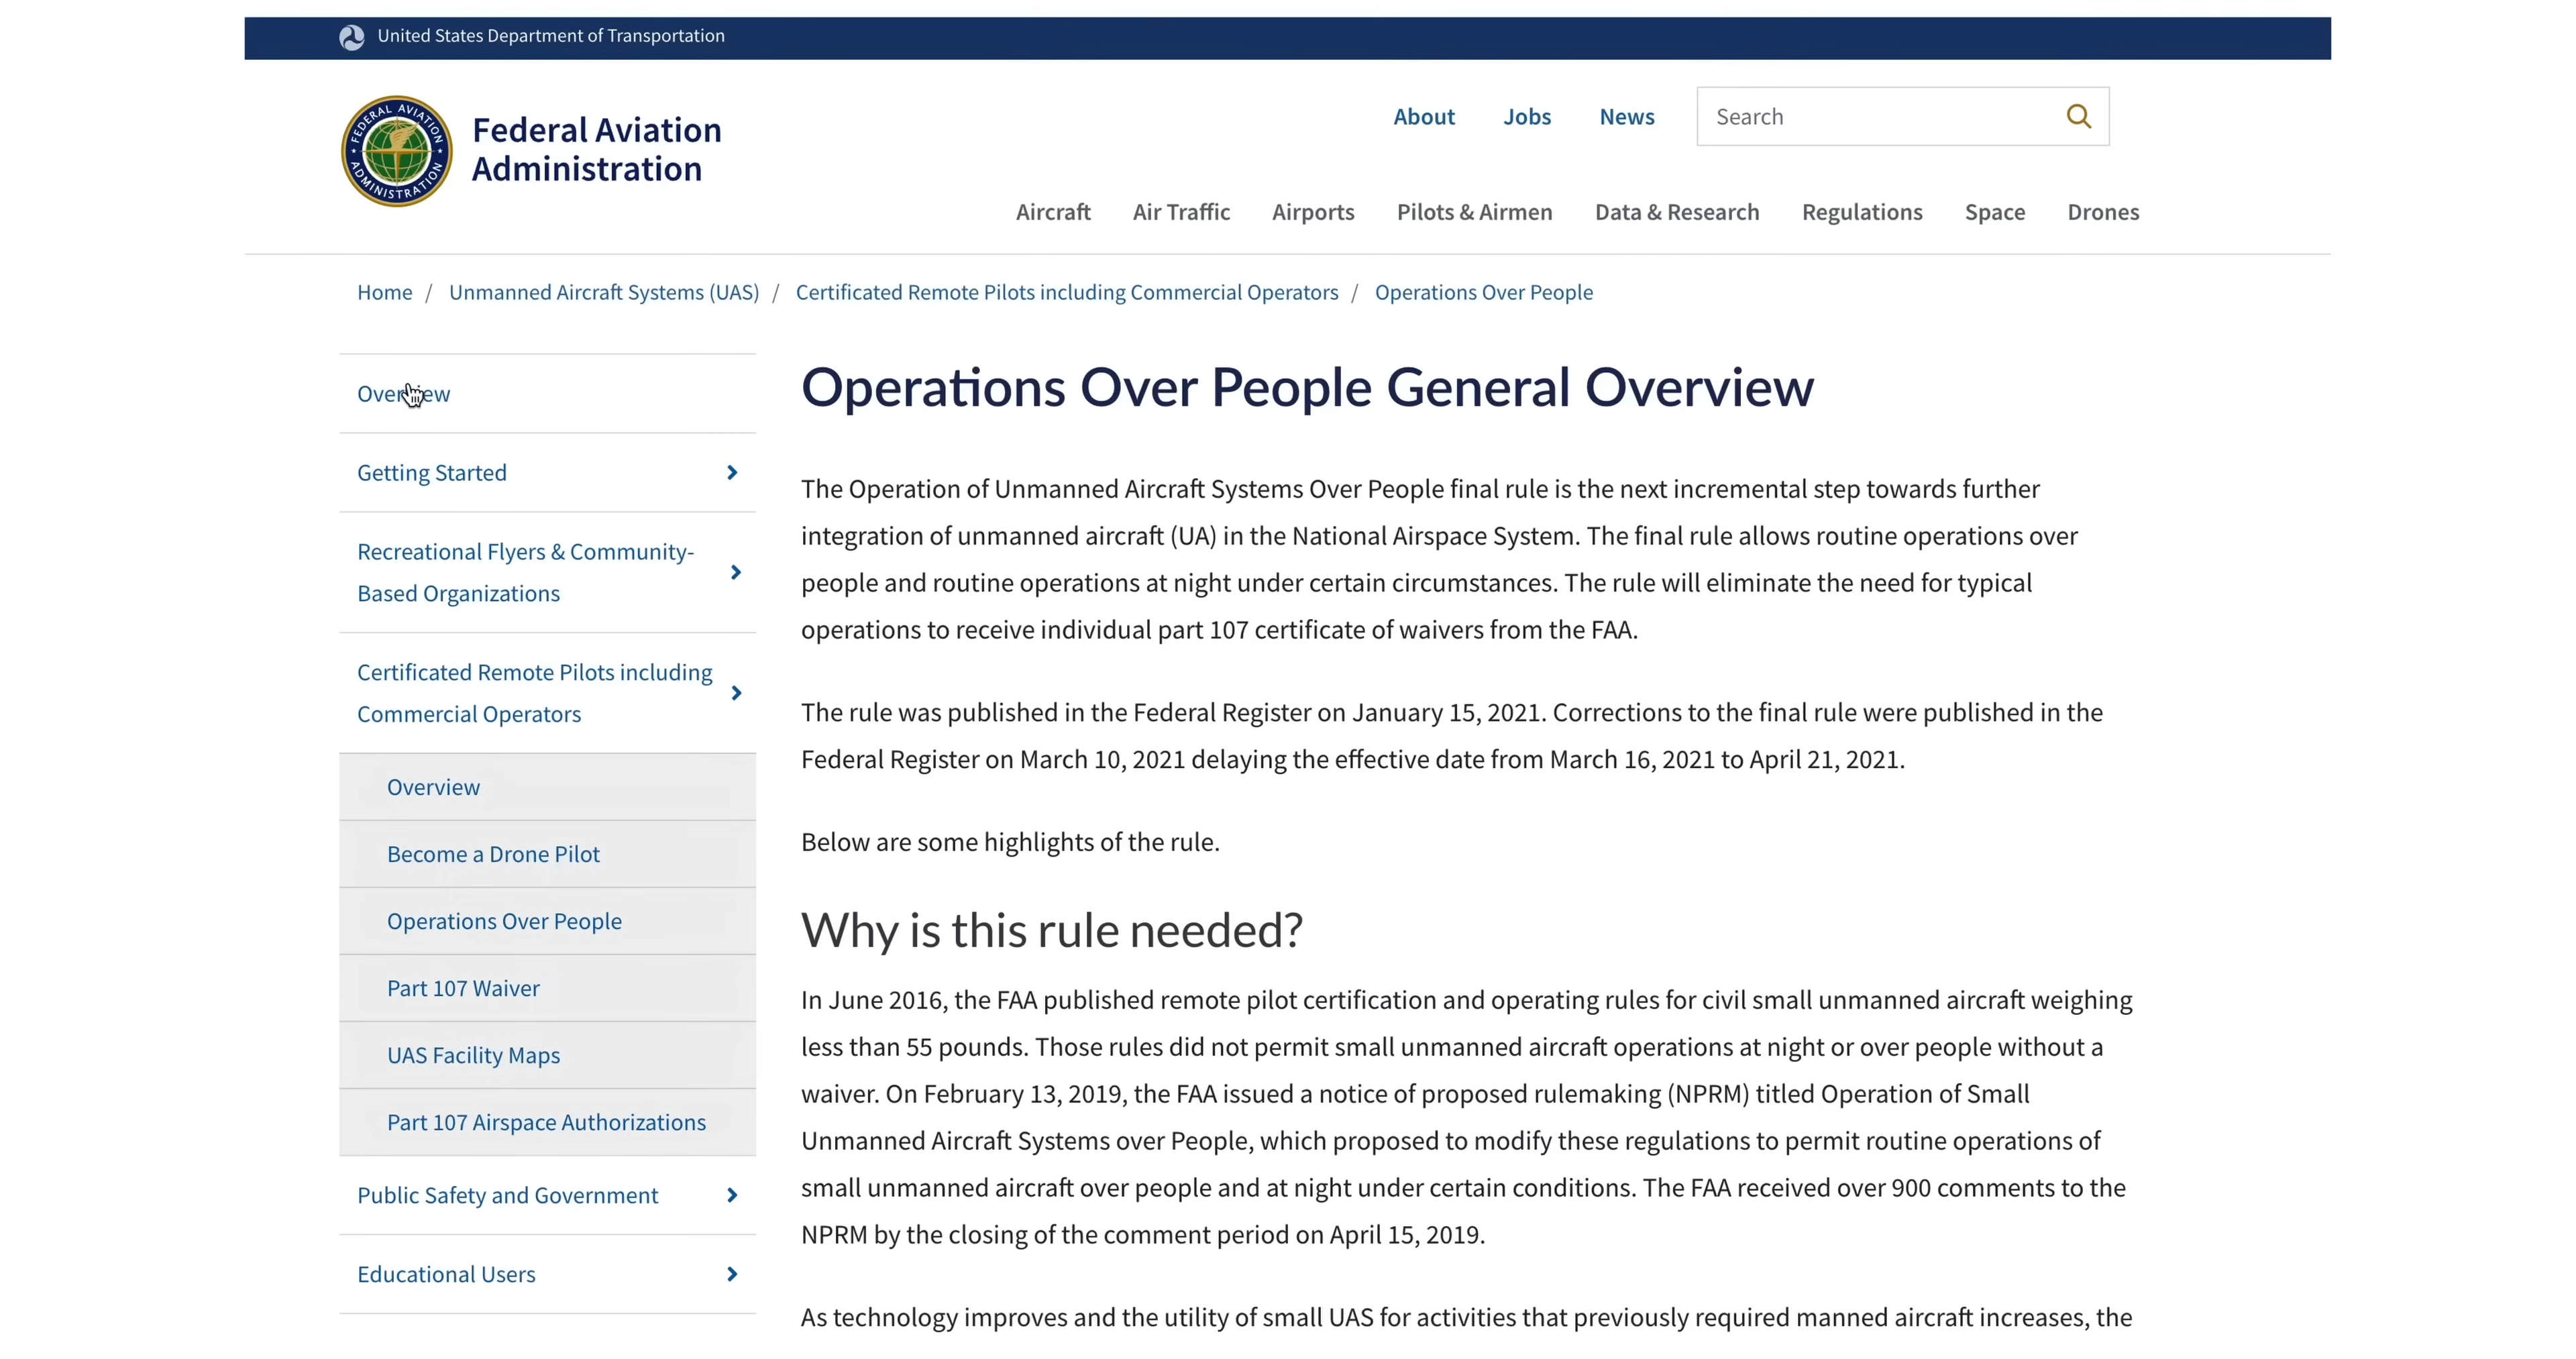 United States Department of Transportation
FEDERAL AVIATION ADMINISTRATION
Federal Aviation
Administration
About Jobs News Search
Aircraft Air Traffic Airports Pilots & Airmen Data & Research Regulations Space Drones
Home / Unmanned Aircraft Systems (UAS) / Certificated Remote Pilots including Commercial Operators / Operations Over People
Overview
Getting Started
Recreational Flyers & Community-
Based Organizations
Certificated Remote Pilots including
Commercial Operators
Overview
Become a Drone Pilot
Operations Over People
Part 107 Waiver
UAS Facility Maps
Part 107 Airspace Authorizations
Public Safety and Government
Educational Users
Operations Over People General Overview
The Operation of Unmanned Aircraft Systems Over People final rule is the next incremental step towards further
integration of unmanned aircraft (UA) in the National Airspace System. The final rule allows routine operations over
people and routine operations at night under certain circumstances. The rule will eliminate the need for typical
operations to receive individual part 107 certificate of waivers from the FAA.
The rule was published in the Federal Register on January 15, 2021. Corrections to the final rule were published in the
Federal Register on March 10, 2021 delaying the effective date from March 16, 2021 to April 21, 2021.
Below are some highlights of the rule.
Why is this rule needed?
In June 2016, the FAA published remote pilot certification and operating rules for civil small unmanned aircraft weighing
less than 55 pounds. Those rules did not permit small unmanned aircraft operations at night or over people without a
waiver. On February 13, 2019, the FAA issued a notice of proposed rulemaking (NPRM) titled Operation of Small
Unmanned Aircraft Systems over People, which proposed to modify these regulations to permit routine operations of
small unmanned aircraft over people and at night under certain conditions. The FAA received over 900 comments to the
NPRM by the closing of the comment period on April 15, 2019.
As technology improves and the utility of small UAS for activities that previously required manned aircraft increases, the